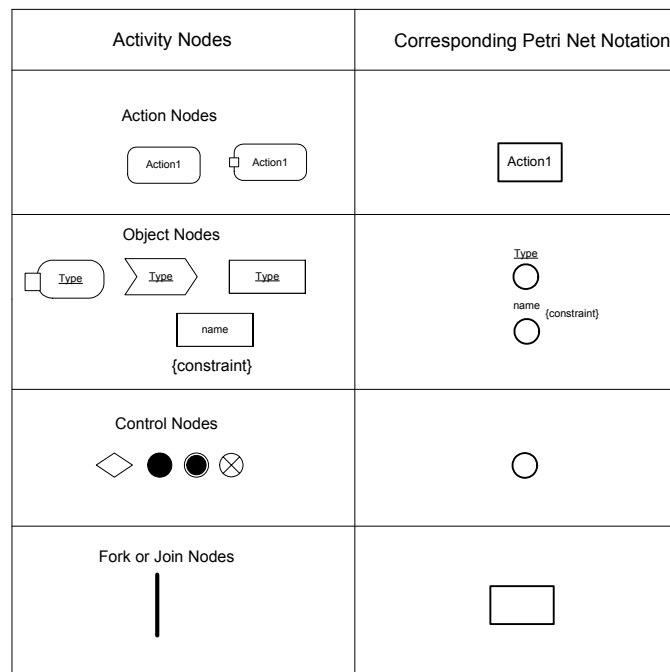 Activity Nodes
Corresponding Petri Net Notation
Action Nodes
Action1
Action1
Action1
Object Nodes
Type
Type
Type
name
{constraint}
Type
name
{constraint}
Control Nodes
Fork or Join Nodes